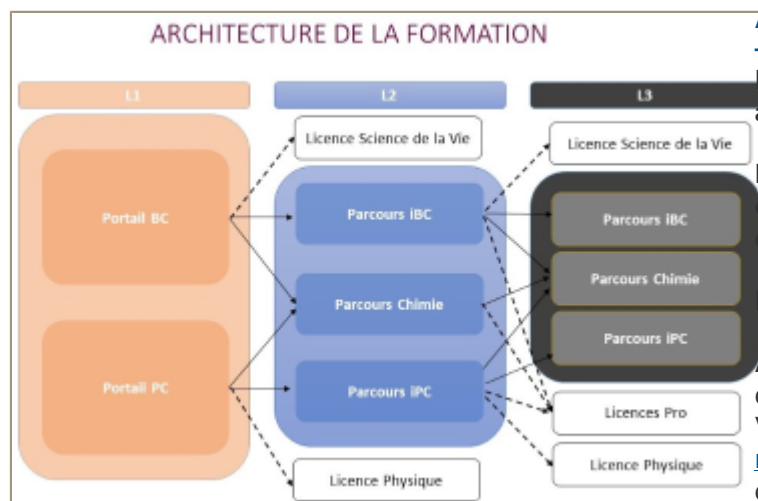 ARCHITECTURE DE LA FORMATION
L1
L2
L3
Portail BC
Portail PC
Licence Science de la Vie
Parcours iBC
Parcours Chimie
Parcours iPC
Licence Physique
Licence Science de la Vie
Parcours iBC
Parcours Chimie
Parcours iPC
Licences Pro
Licence Physique